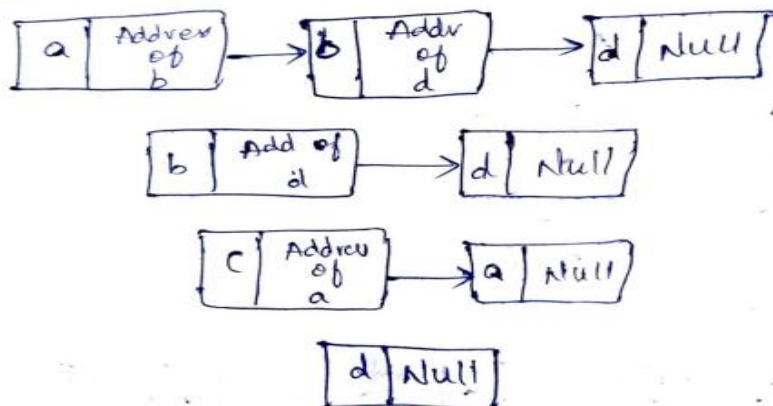 a Address of b b Addr of d d Null
b Add of d d Null
c Address of a a Null
d Null